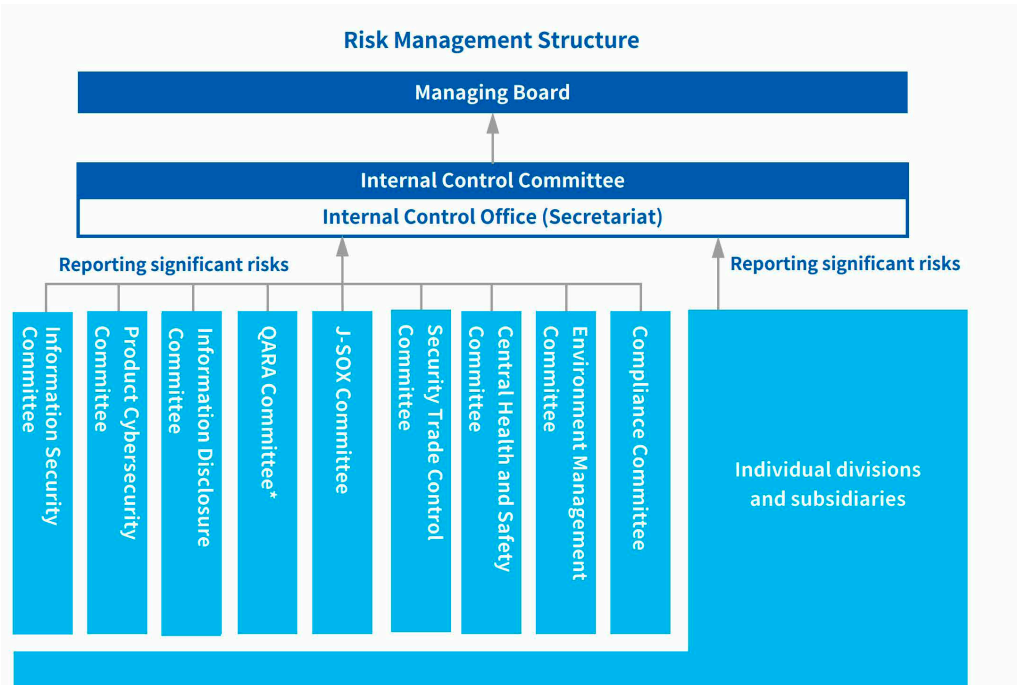 Risk Management Structure
Managing Board
Internal Control Committee
Internal Control Office (Secretariat)
Reporting significant risks
Reporting significant risks
Information Security
Committee
Product Cybersecurity
Committee
Information Disclosure
Committee
QARA Committee*
J-SOX Committee
Security Trade Control
Committee
Central Health and Safety
Committee
Environment Management
Committee
Compliance Committee
Individual divisions
and subsidiaries